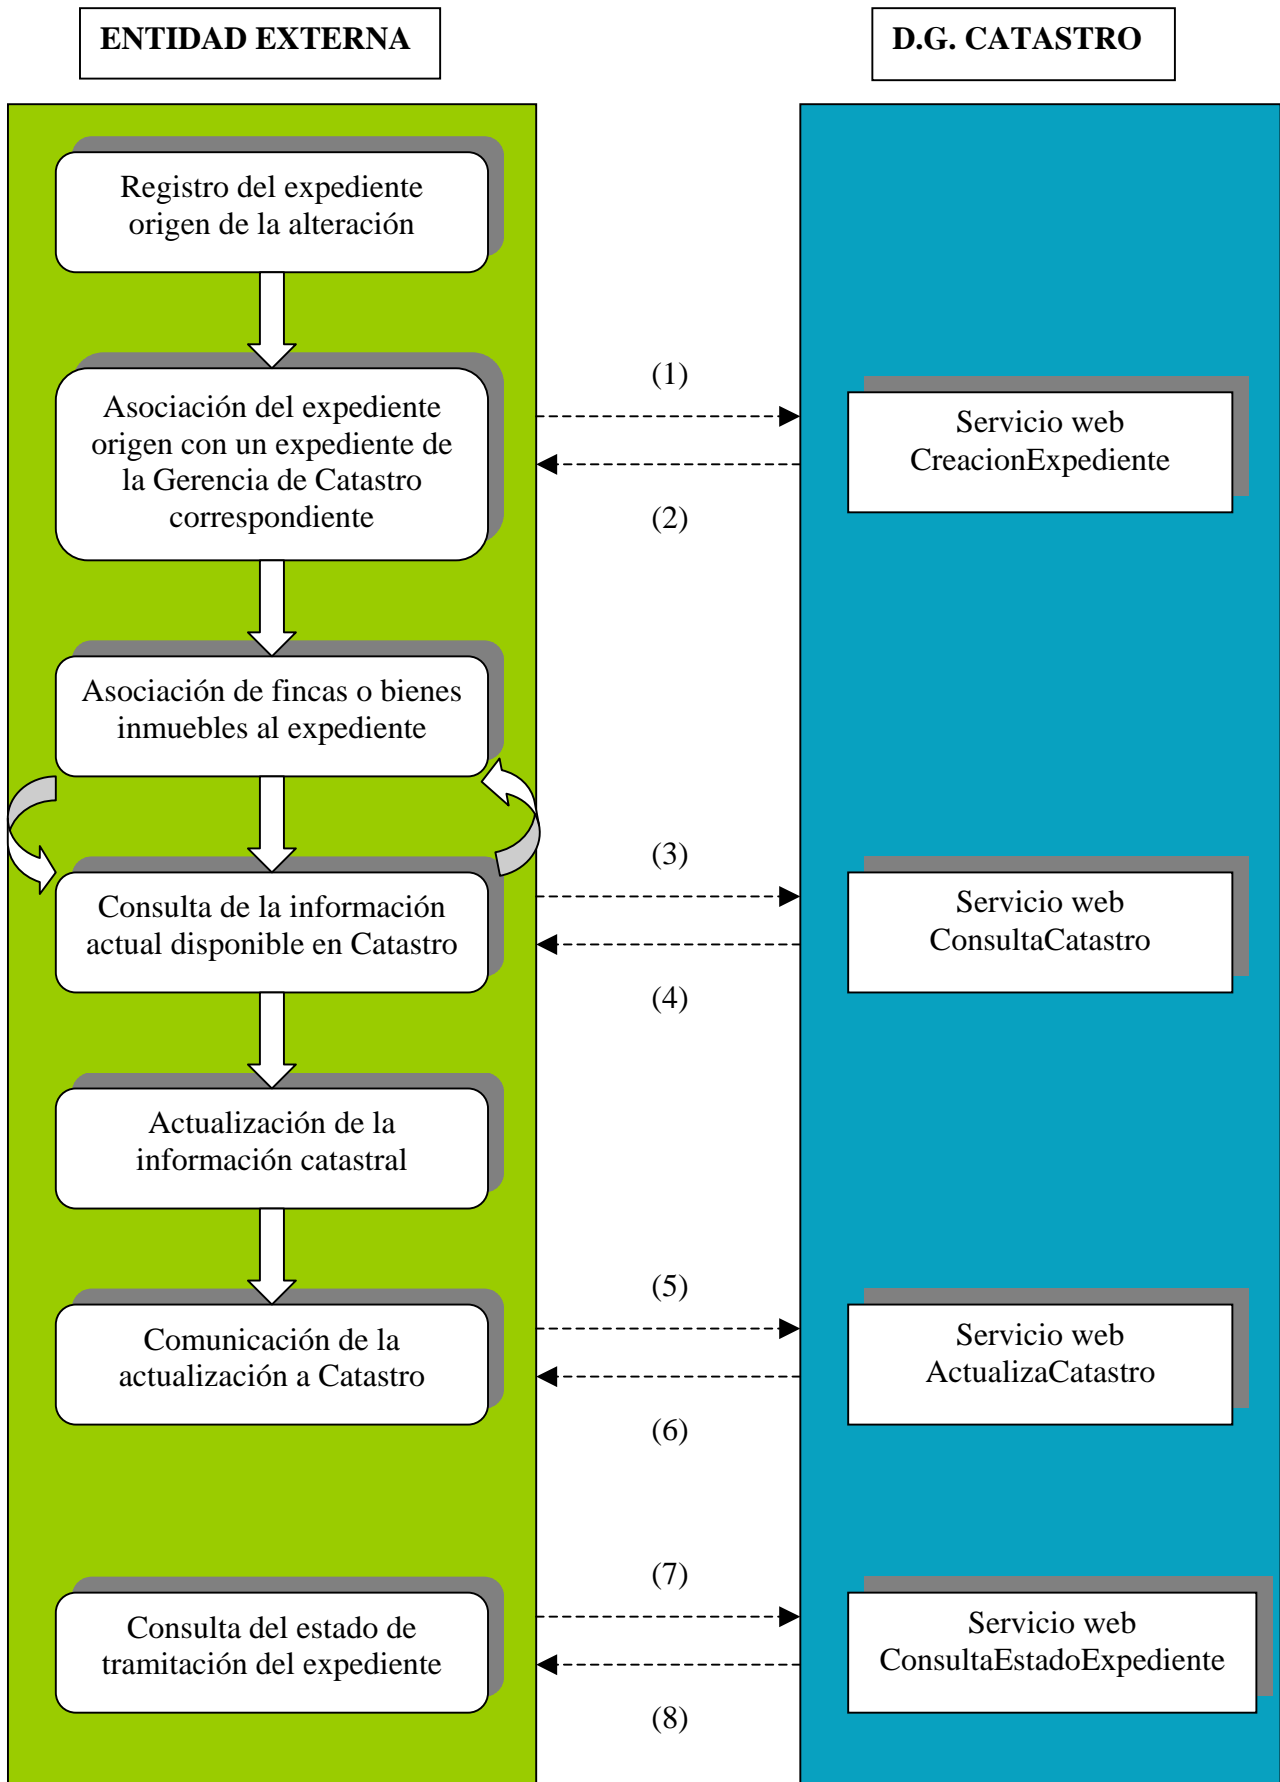 ENTIDAD EXTERNA
D.G. CATASTRO
Registro del expediente
origen de la alteración
Asociación del expediente
origen con un expediente de
la Gerencia de Catastro
correspondiente
(1)
(2)
Servicio web
CreacionExpediente
Asociación de fincas o bienes
inmuebles al expediente
Consulta de la información
actual disponible en Catastro
(3)
(4)
Servicio web
ConsultaCatastro
Actualización de la
información catastral
Comunicación de la
actualización a Catastro
(5)
(6)
Servicio web
ActualizaCatastro
Consulta del estado de
tramitación del expediente
(7)
(8)
Servicio web
ConsultaEstadoExpediente